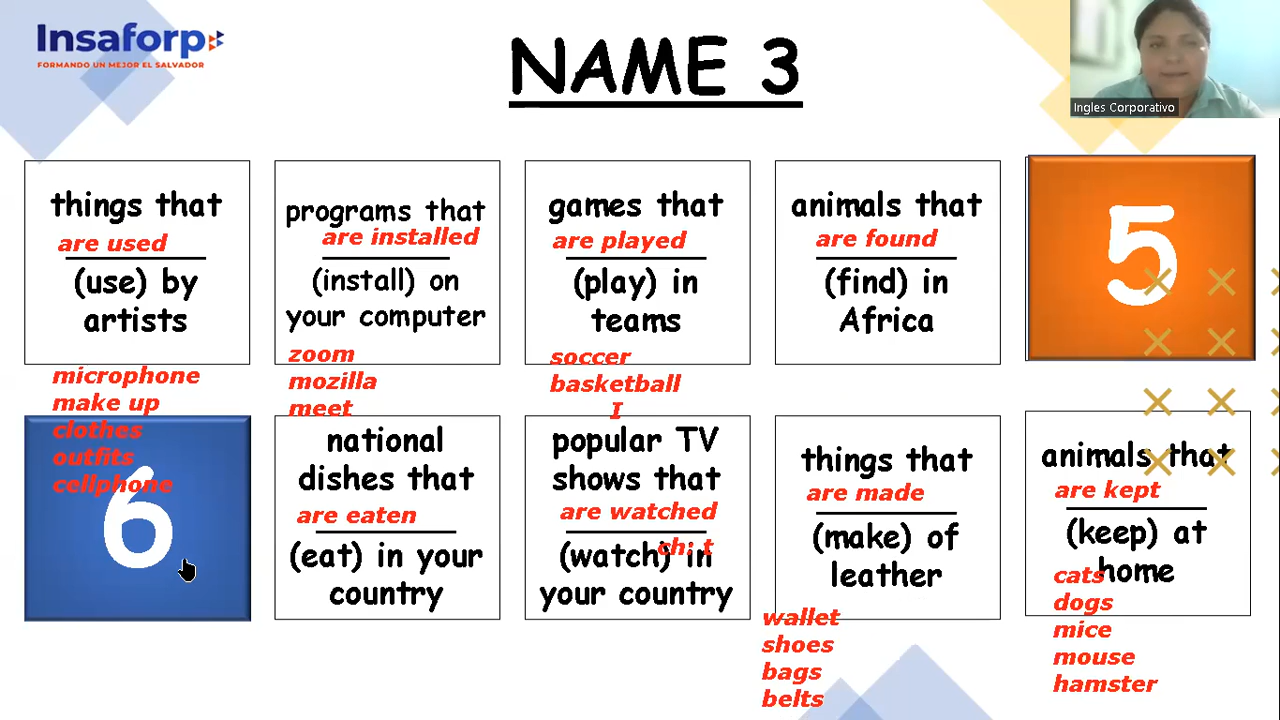 Insaforp
FORMANDO UN MEJOR EL SALVADOR
NAME 3
Ingles Corporativo
things that
are used
(use) by
artists
microphone
make up
clothes
outfits
cellphone
programs that
are installed
(install) on
your computer
zoom
mozilla
meet
games that
are played
(play) in
teams
soccer
basketball
animals that
are found
(find) in
Africa
5
6
national
dishes that
are eaten
(eat) in your
country
popular TV
shows that
are watched
ch: t
(watch) in
your country
things that
are made
(make) of
leather
wallet
shoes
bags
belts
animals that
are kept
(keep) at
home
cats
dogs
mice
mouse
hamster